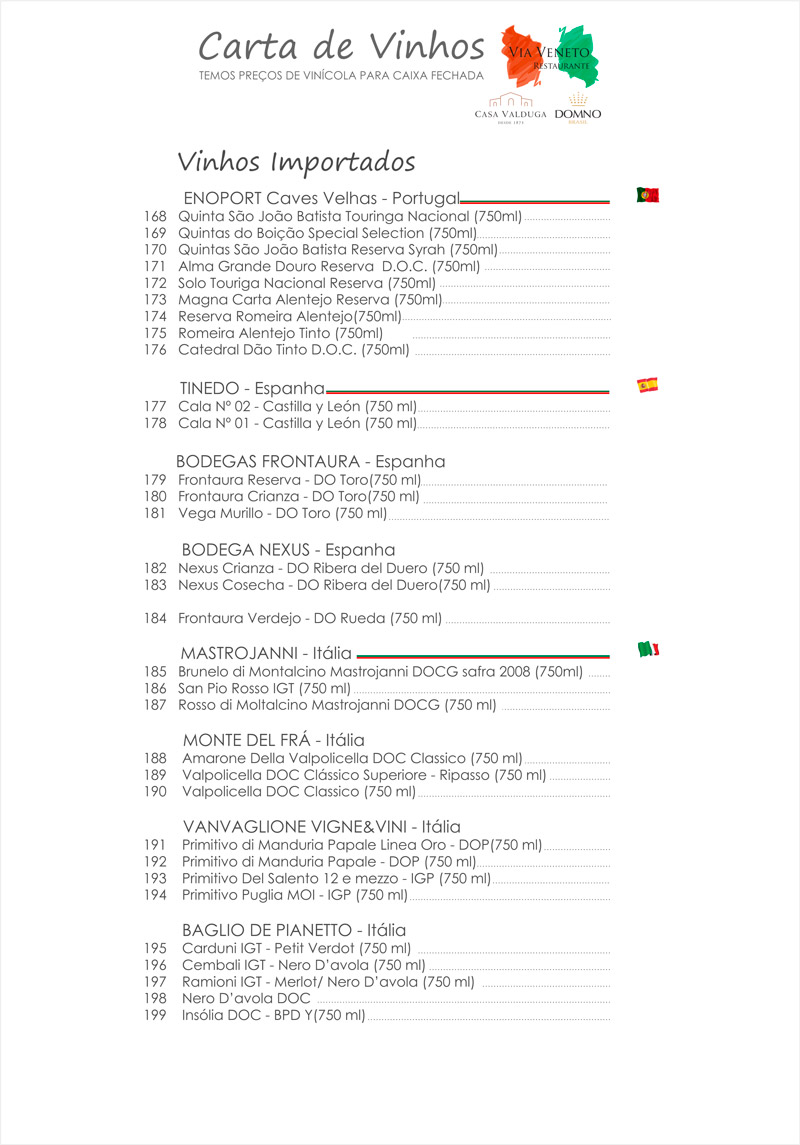 Carta de Vinhos
TEMOS PREÇOS DE VINÍCOLA PARA CAIXA FECHADA
VIA VENETO
RESTAURANTE
CASA VALDUGA
DESDE 1875
DOMNO
BRASIL
Vinhos Importados
ENOPORT Caves Velhas - Portugal
168 Quinta São João Batista Touringa Nacional (750ml)
169 Quintas do Boição Special Selection (750ml)
170 Quintas São João Batista Reserva Syrah (750ml)
171 Alma Grande Douro Reserva D.O.C. (750ml)
172 Solo Touriga Nacional Reserva (750ml)
173 Magna Carta Alentejo Reserva (750ml)
174 Reserva Romeira Alentejo(750ml)
175 Romeira Alentejo Tinto (750ml)
176 Catedral Dão Tinto D.O.C. (750ml)
TINEDO - Espanha
177 Cala Nº 02 - Castilla y León (750 ml)
178 Cala Nº 01 - Castilla y León (750 ml)
BODEGAS FRONTAURA - Espanha
179 Frontaura Reserva - DO Toro(750 ml)
180 Frontaura Crianza - DO Toro(750 ml)
181 Vega Murillo - DO Toro (750 ml)
BODEGA NEXUS - Espanha
182 Nexus Crianza - DO Ribera del Duero (750 ml)
183 Nexus Cosecha - DO Ribera del Duero(750 ml)
184 Frontaura Verdejo - DO Rueda (750 ml)
MASTROJANNI - Itália
185 Brunelo di Montalcino Mastrojanni DOCG safra 2008 (750ml)
186 San Pio Rosso IGT (750 ml)
187 Rosso di Moltalcino Mastrojanni DOCG (750 ml)
MONTE DEL FRÁ - Itália
188 Amarone Della Valpolicella DOC Classico (750 ml)
189 Valpolicella DOC Clássico Superiore - Ripasso (750 ml)
190 Valpolicella DOC Classico (750 ml)
VANVAGLIONE VIGNE&VINI - Itália
191 Primitivo di Manduria Papale Linea Oro - DOP(750 ml)
192 Primitivo di Manduria Papale - DOP (750 ml)
193 Primitivo Del Salento 12 e mezzo - IGP (750 ml)
194 Primitivo Puglia MOI - IGP (750 ml)
BAGLIO DE PIANETTO - Itália
195 Carduni IGT - Petit Verdot (750 ml)
196 Cembali IGT - Nero D'avola (750 ml)
197 Ramioni IGT - Merlot/ Nero D'avola (750 ml)
198 Nero D'avola DOC
199 Insólia DOC - BPD Y(750 ml)